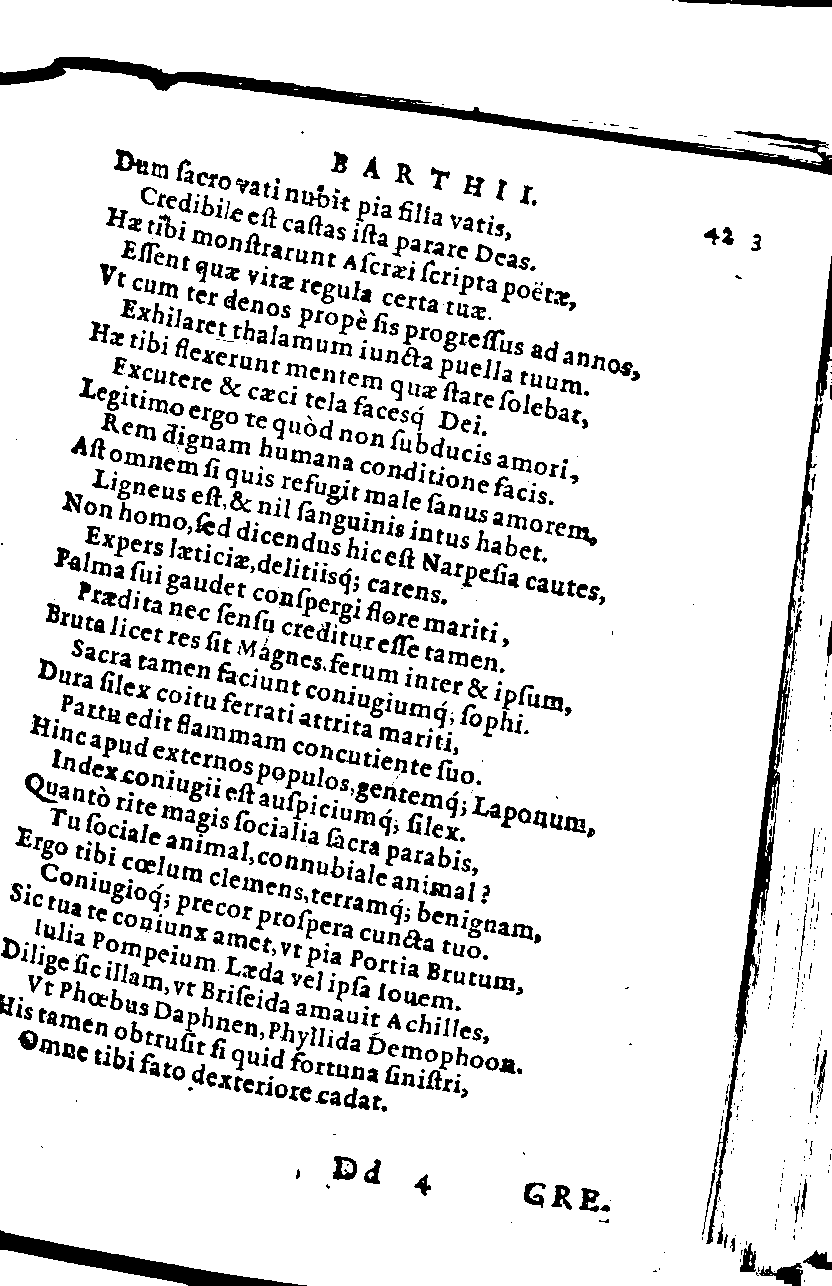 BARTHII. 423
Dum ſacro vati nubit pia filia vatis,
Credibile eſt caſtas iſta parare Deas.
Hæ tibi monſtrarunt Aſcræi ſcripta poëtæ,
Eſſent quæ vitæ regula certa tuæ.
Vt cum ter denos propè ſis progreſſus ad annos,
Exhilaret thalamum iuncta puella tuum.
Hæ tibi flexerunt mentem quæ ſtare ſolebat,
Excutere & cæci tela facesq́ Dei.
Legitimo ergo te quòd non ſubducis amori,
Rem dignam humana conditione facis.
Aſt omnem ſi quis refugit male ſanus amorem,
Ligneus eſt, & nil ſanguinis intus habet.
Non homo, ſed dicendus hic eſt Narpeſia cautes,
Expers læticiæ, delitiisq́; carens.
Palma ſui gaudet conſpergi flore mariti,
Prædita nec ſenſu creditur eſſe tamen.
Bruta licet res ſit Magnes. ferum inter & ipſum,
Sacra tamen faciunt coniugiumq́; ſophi.
Dura ſilex coitu ferrati attrita mariti,
Partu edit flammam concutiente ſuo.
Hinc apud externos populos, gentemq́; Laponum,
Index coniugii eſt auſpiciumq́; ſilex.
Quantò rite magis ſocialia ſacra parabis,
Tu ſociale animal, connubiale animal?
Ergo tibi cœlum clemens, terramq́; benignam,
Coniugioq́; precor proſpera cuncta tuo.
Sic tua te coniunx amet, vt pia Portia Brutum,
Iulia Pompeium Læda vel ipſa Iouem.
Dilige ſic illam, vt Briſeida amauit Achilles,
Vt Phœbus Daphnen, Phyllida Demophoon.
His tamen obtruſit ſi quid fortuna ſiniſtri,
Omne tibi fato dexteriore cadat.
Dd 4 GRE.